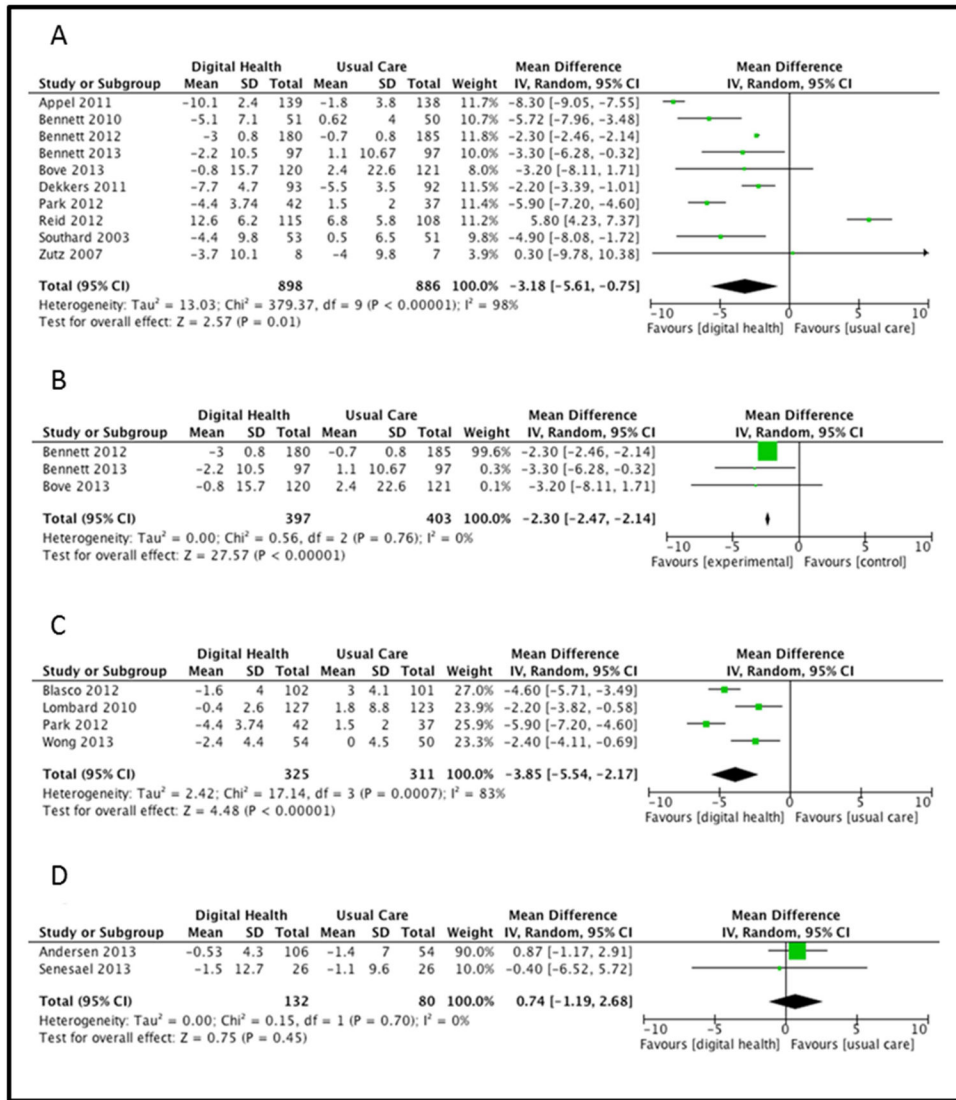 A
Digital Health Usual Care Mean Difference Mean Difference
Study or Subgroup Mean SD Total Mean SD Total Weight IV, Random, 95% CI IV, Random, 95% CI
Appel 2011 −10.1 2.4 139 −1.8 3.8 138 11.7% −8.30 [−9.05, −7.55]
Bennett 2010 −5.1 7.1 51 0.62 4 50 10.7% −5.72 [−7.96, −3.48]
Bennett 2012 −3 0.8 180 −0.7 0.8 185 11.8% −2.30 [−2.46, −2.14]
Bennett 2013 −2.2 10.5 97 1.1 10.67 97 10.0% −3.30 [−6.28, −0.32]
Bove 2013 −0.8 15.7 120 2.4 22.6 121 8.0% −3.20 [−8.11, 1.71]
Dekkers 2011 −7.7 4.7 93 −5.5 3.5 92 11.5% −2.20 [−3.39, −1.01]
Park 2012 −4.4 3.74 42 1.5 2 37 11.4% −5.90 [−7.20, −4.60]
Reid 2012 12.6 6.2 115 6.8 5.8 108 11.2% 5.80 [4.23, 7.37]
Southard 2003 −4.4 9.8 53 0.5 6.5 51 9.8% −4.90 [−8.08, −1.72]
Zutz 2007 −3.7 10.1 8 −4 9.8 7 3.9% 0.30 [−9.78, 10.38]
Total (95% CI) 898 886 100.0% −3.18 [−5.61, −0.75]
Heterogeneity: Tau² = 13.03; Chi² = 379.37, df = 9 (P < 0.00001); I² = 98%
Test for overall effect: Z = 2.57 (P = 0.01)
−10 −5 0 5 10
Favours [digital health] Favours [usual care]
B
Digital Health Usual Care Mean Difference Mean Difference
Study or Subgroup Mean SD Total Mean SD Total Weight IV, Random, 95% CI IV, Random, 95% CI
Bennett 2012 −3 0.8 180 −0.7 0.8 185 99.6% −2.30 [−2.46, −2.14]
Bennett 2013 −2.2 10.5 97 1.1 10.67 97 0.3% −3.30 [−6.28, −0.32]
Bove 2013 −0.8 15.7 120 2.4 22.6 121 0.1% −3.20 [−8.11, 1.71]
Total (95% CI) 397 403 100.0% −2.30 [−2.47, −2.14]
Heterogeneity: Tau² = 0.00; Chi² = 0.56, df = 2 (P = 0.76); I² = 0%
Test for overall effect: Z = 27.57 (P < 0.00001)
−10 −5 0 5 10
Favours [experimental] Favours [control]
C
Digital Health Usual Care Mean Difference Mean Difference
Study or Subgroup Mean SD Total Mean SD Total Weight IV, Random, 95% CI IV, Random, 95% CI
Blasco 2012 −1.6 4 102 3 4.1 101 27.0% −4.60 [−5.71, −3.49]
Lombard 2010 −0.4 2.6 127 1.8 8.8 123 23.9% −2.20 [−3.82, −0.58]
Park 2012 −4.4 3.74 42 1.5 2 37 25.9% −5.90 [−7.20, −4.60]
Wong 2013 −2.4 4.4 54 0 4.5 50 23.3% −2.40 [−4.11, −0.69]
Total (95% CI) 325 311 100.0% −3.85 [−5.54, −2.17]
Heterogeneity: Tau² = 2.42; Chi² = 17.14, df = 3 (P = 0.0007); I² = 83%
Test for overall effect: Z = 4.48 (P < 0.00001)
−10 −5 0 5 10
Favours [digital health] Favours [usual care]
D
Digital Health Usual Care Mean Difference Mean Difference
Study or Subgroup Mean SD Total Mean SD Total Weight IV, Random, 95% CI IV, Random, 95% CI
Andersen 2013 −0.53 4.3 106 −1.4 7 54 90.0% 0.87 [−1.17, 2.91]
Senesael 2013 −1.5 12.7 26 −1.1 9.6 26 10.0% −0.40 [−6.52, 5.72]
Total (95% CI) 132 80 100.0% 0.74 [−1.19, 2.68]
Heterogeneity: Tau² = 0.00; Chi² = 0.15, df = 1 (P = 0.70); I² = 0%
Test for overall effect: Z = 0.75 (P = 0.45)
−10 −5 0 5 10
Favours [digital health] Favours [usual care]